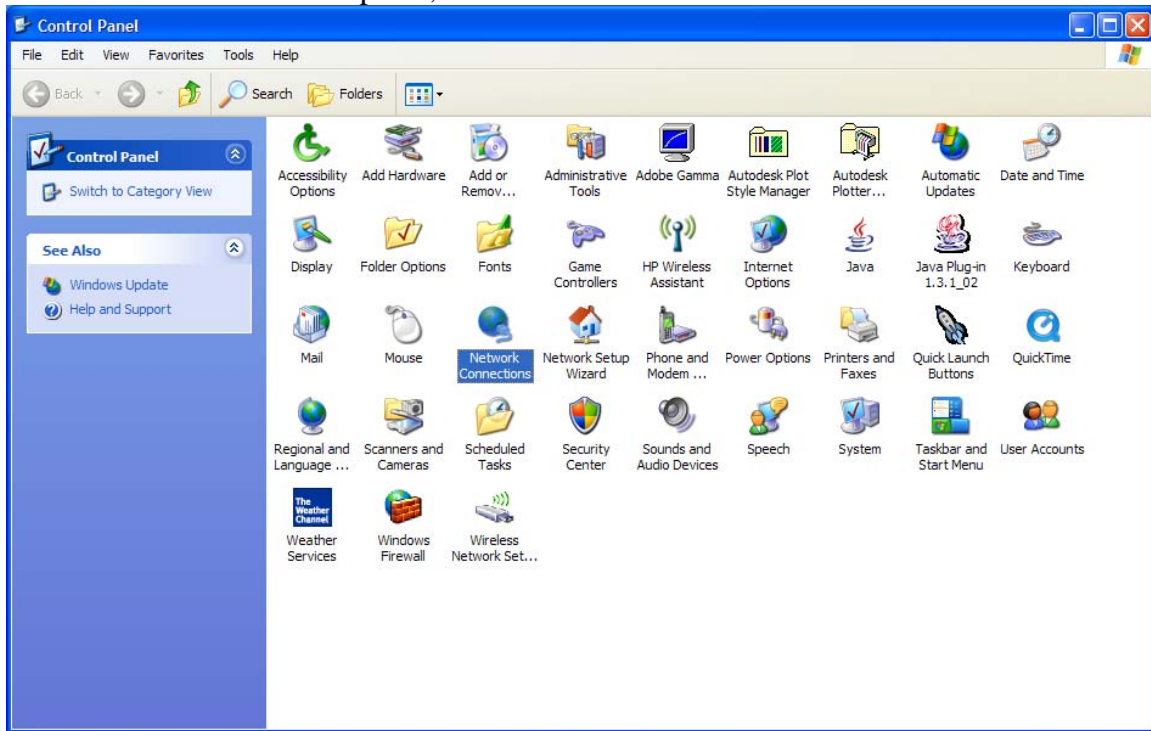 Control Panel
File Edit View Favorites Tools Help
Back Search Folders
Control Panel
Switch to Category View
See Also
Windows Update
Help and Support
Accessibility Options
Add Hardware
Add or Remov...
Administrative Tools
Adobe Gamma
Autodesk Plot Style Manager
Autodesk Plotter...
Automatic Updates
Date and Time
Display
Folder Options
Fonts
Game Controllers
HP Wireless Assistant
Internet Options
Java
Java Plug-in 1.3.1_02
Keyboard
Mail
Mouse
Network Connections
Network Setup Wizard
Phone and Modem ...
Power Options
Printers and Faxes
Quick Launch Buttons
QuickTime
Regional and Language ...
Scanners and Cameras
Scheduled Tasks
Security Center
Sounds and Audio Devices
Speech
System
Taskbar and Start Menu
User Accounts
The Weather Channel
Weather Services
Windows Firewall
Wireless Network Set...